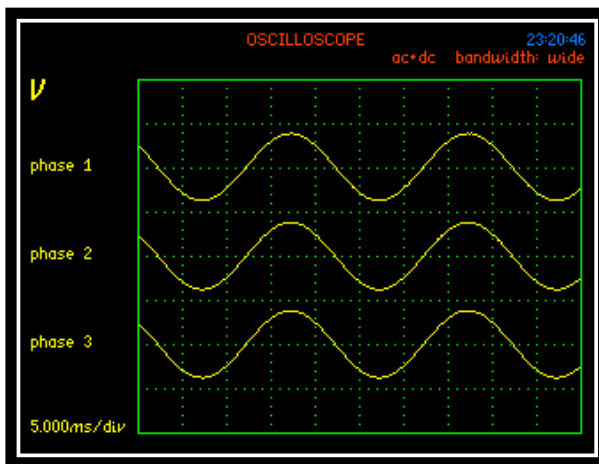 OSCILLOSCOPE 23:20:46
ac+dc bandwidth: wide
V
phase 1
phase 2
phase 3
5.000ms/div